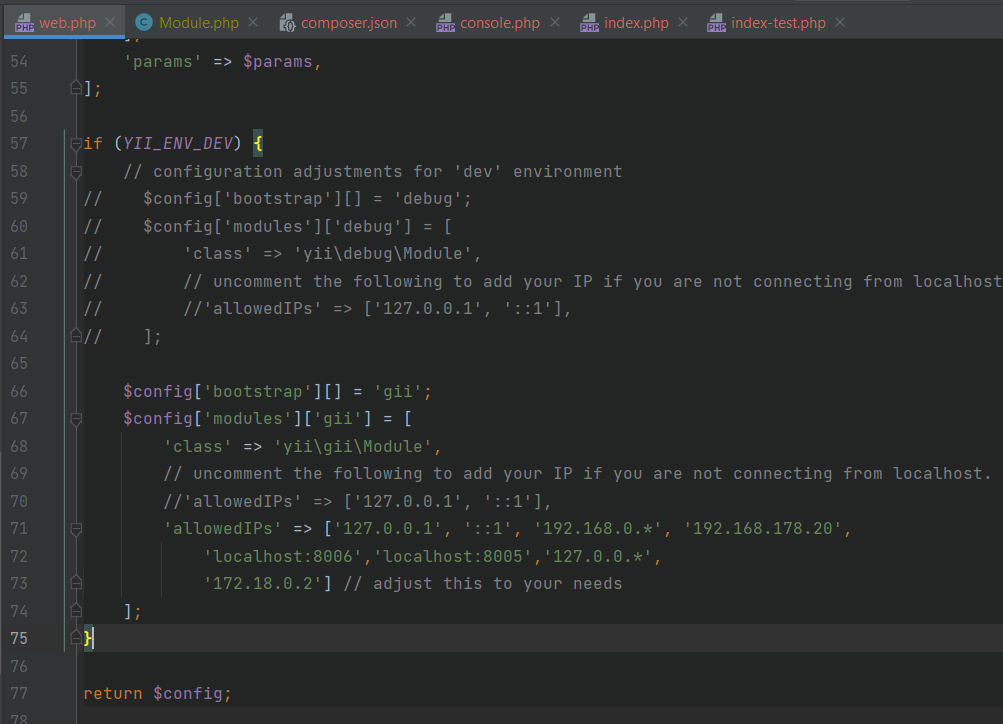 web.php Module.php composer.json console.php index.php index-test.php
54 'params' => $params,
55 ];
56
57 if (YII_ENV_DEV) {
58 // configuration adjustments for 'dev' environment
59 // $config['bootstrap'][] = 'debug';
60 // $config['modules']['debug'] = [
61 // 'class' => 'yii\debug\Module',
62 // // uncomment the following to add your IP if you are not connecting from localhost
63 // //'allowedIPs' => ['127.0.0.1', '::1'],
64 // ];
65
66 $config['bootstrap'][] = 'gii';
67 $config['modules']['gii'] = [
68 'class' => 'yii\gii\Module',
69 // uncomment the following to add your IP if you are not connecting from localhost.
70 //'allowedIPs' => ['127.0.0.1', '::1'],
71 'allowedIPs' => ['127.0.0.1', '::1', '192.168.0.*', '192.168.178.20',
72 'localhost:8006','localhost:8005','127.0.0.*',
73 '172.18.0.2'] // adjust this to your needs
74 ];
75 }
76
77 return $config;
78